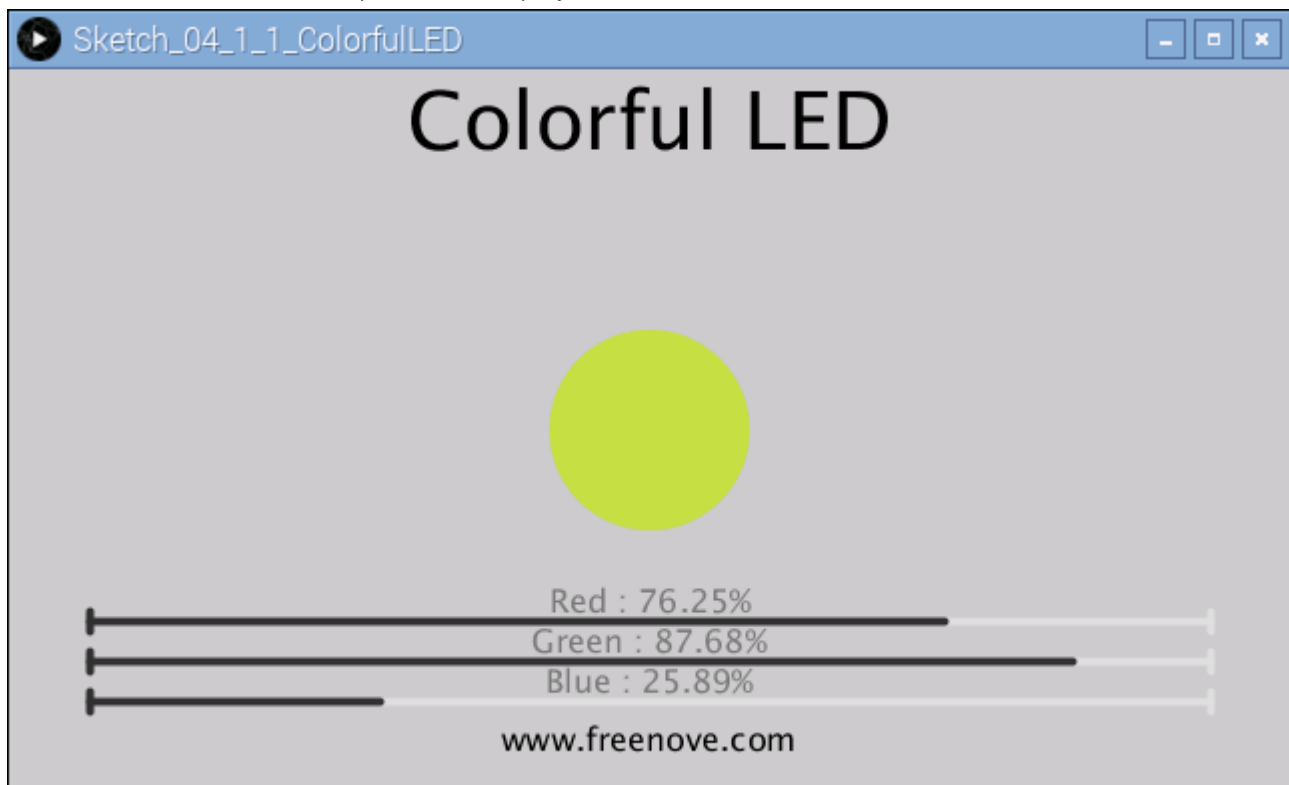 Sketch_04_1_1_ColorfulLED
Colorful LED
Red : 76.25%
Green : 87.68%
Blue : 25.89%
www.freenove.com